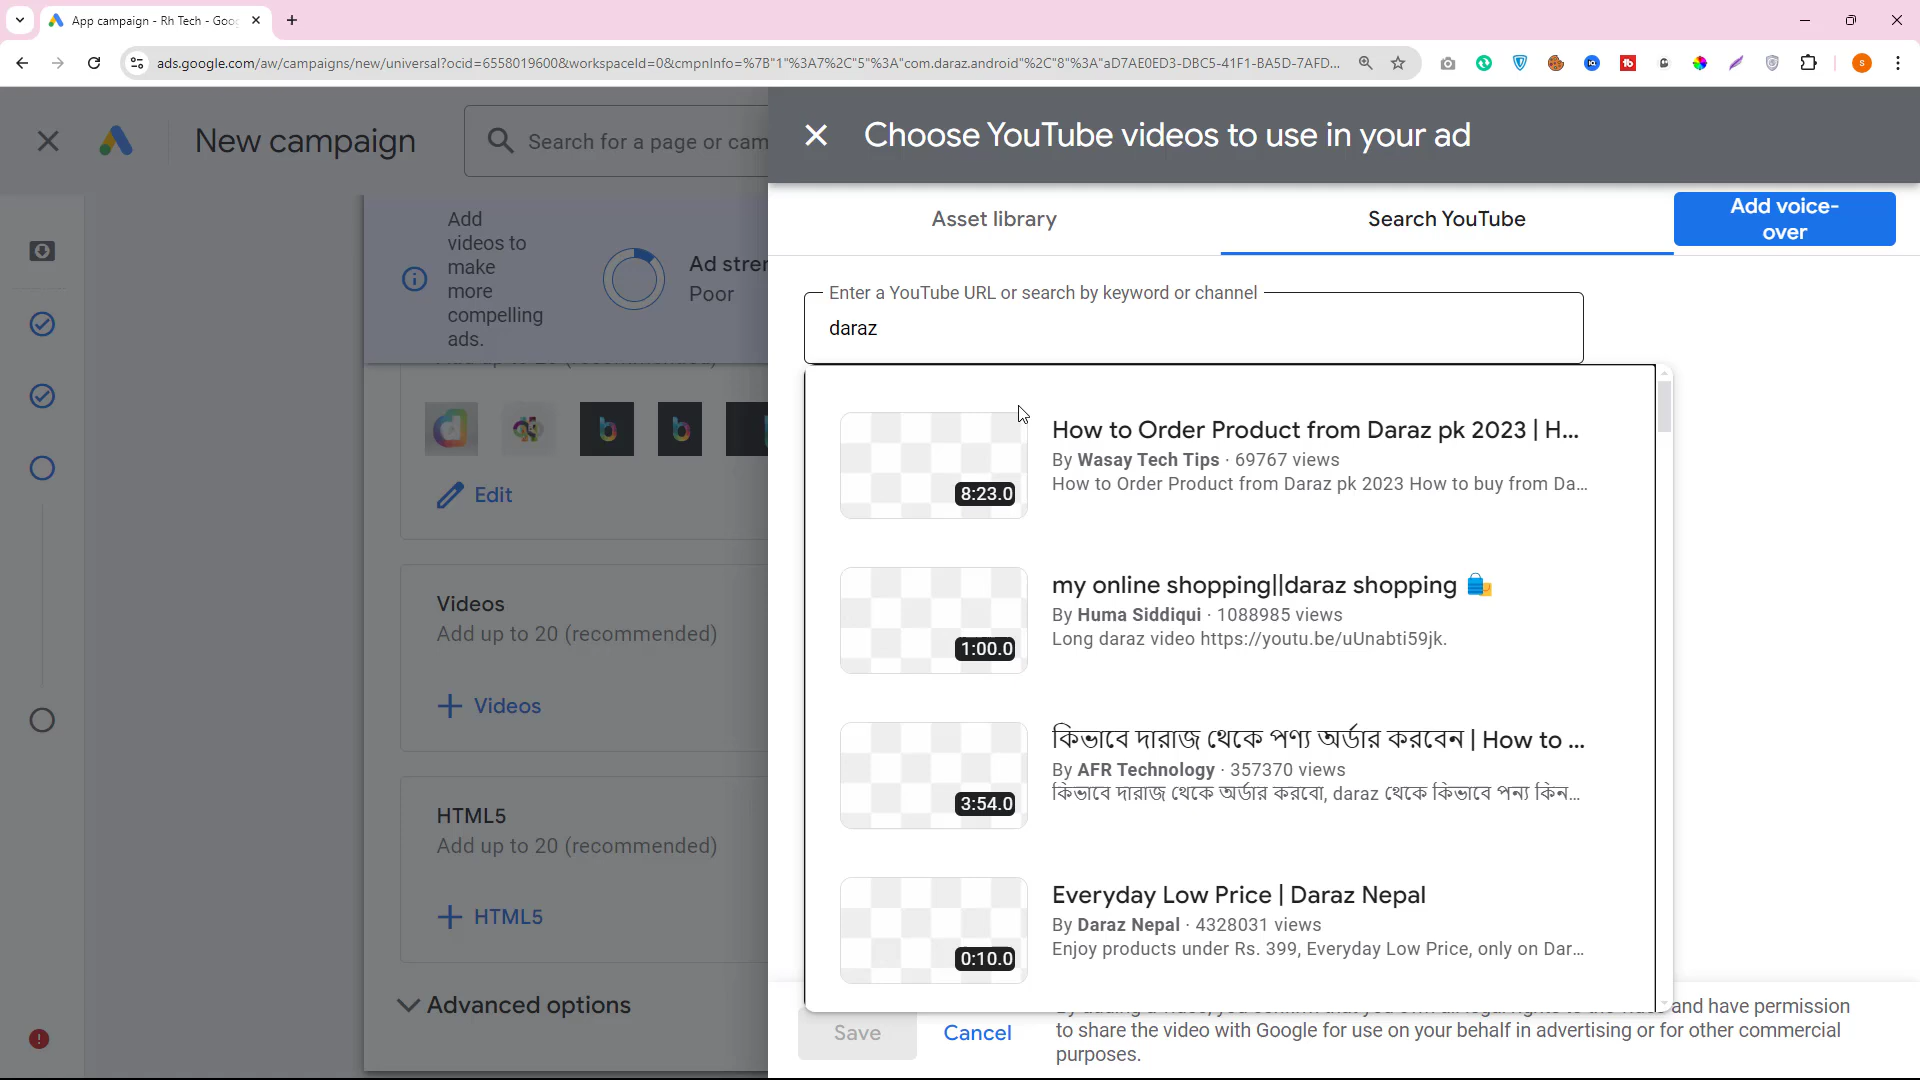 App campaign - Rh Tech - Goo
ads.google.com/aw/campaigns/new/universal?ocid=6558019600&workspaceId=0&cmpnInfo=%7B"1"%3A7%2C"5"%3A"com.daraz.android"%2C"8"%3A"aD7AE0ED3-DBC5-41F1-BA5D-7AFD...
S
New campaign
Search for a page or cam
Choose YouTube videos to use in your ad
Asset library
Search YouTube
Add voice-
over
Add
videos to
make
more
compelling
ads.
Ad stren
Poor
Edit
Videos
Add up to 20 (recommended)
Videos
HTML5
Add up to 20 (recommended)
HTML5
Advanced options
Enter a YouTube URL or search by keyword or channel
daraz
8:23.0
How to Order Product from Daraz pk 2023 | H...
By Wasay Tech Tips · 69767 views
How to Order Product from Daraz pk 2023 How to buy from Da...
1:00.0
my online shopping||daraz shopping 🛍️
By Huma Siddiqui · 1088985 views
Long daraz video https://youtu.be/uUnabti59jk.
3:54.0
কিভাবে দারাজ থেকে পণ্য অর্ডার করবেন | How to ...
By AFR Technology · 357370 views
কিভাবে দারাজ থেকে অর্ডার করবো, daraz থেকে কিভাবে পন্য কিন...
0:10.0
Everyday Low Price | Daraz Nepal
By Daraz Nepal · 4328031 views
Enjoy products under Rs. 399, Everyday Low Price, only on Dar...
Save
Cancel
and have permission
to share the video with Google for use on your behalf in advertising or for other commercial
purposes.